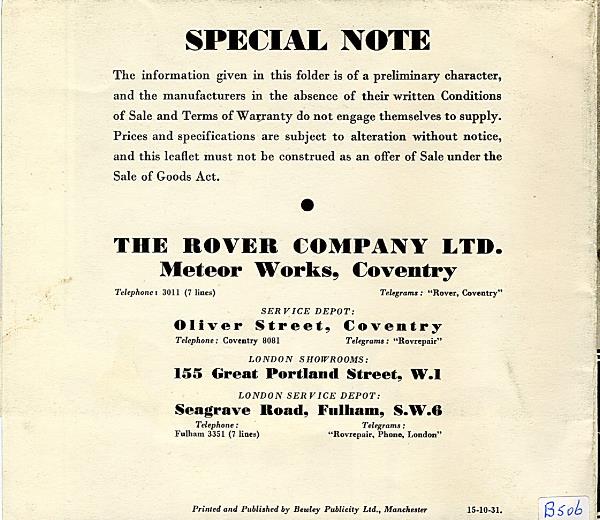 SPECIAL NOTE
The information given in this folder is of a preliminary character,
and the manufacturers in the absence of their written Conditions
of Sale and Terms of Warranty do not engage themselves to supply.
Prices and specifications are subject to alteration without notice,
and this leaflet must not be construed as an offer of Sale under the
Sale of Goods Act.
THE ROVER COMPANY LTD.
Meteor Works, Coventry
Telephone: 3011 (7 lines) Telegrams: "Rover, Coventry"
SERVICE DEPOT:
Oliver Street, Coventry
Telephone: Coventry 8081 Telegrams: "Rovrepair"
LONDON SHOWROOMS:
155 Great Portland Street, W.1
LONDON SERVICE DEPOT:
Seagrave Road, Fulham, S.W.6
Telephone: Telegrams:
Fulham 3351 (7 lines) "Rovrepair, Phone, London"
Printed and Published by Bewley Publicity Ltd., Manchester 15-10-31.
B506